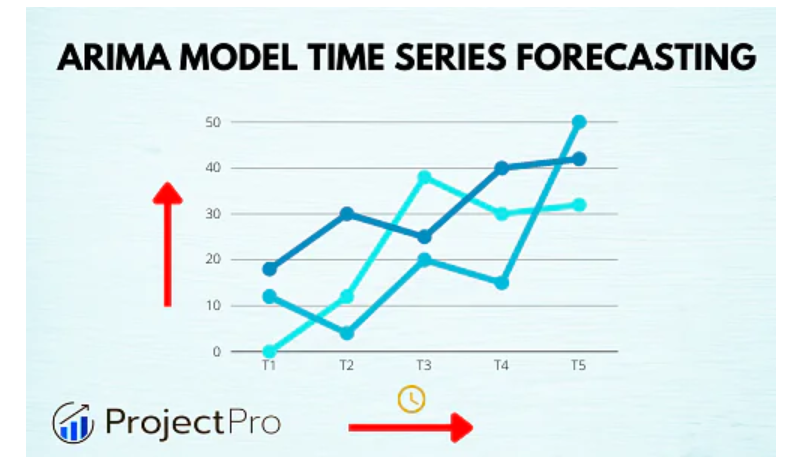 ARIMA MODEL TIME SERIES FORECASTING
50
40
30
20
10
0
T1 T2 T3 T4 T5
ProjectPro